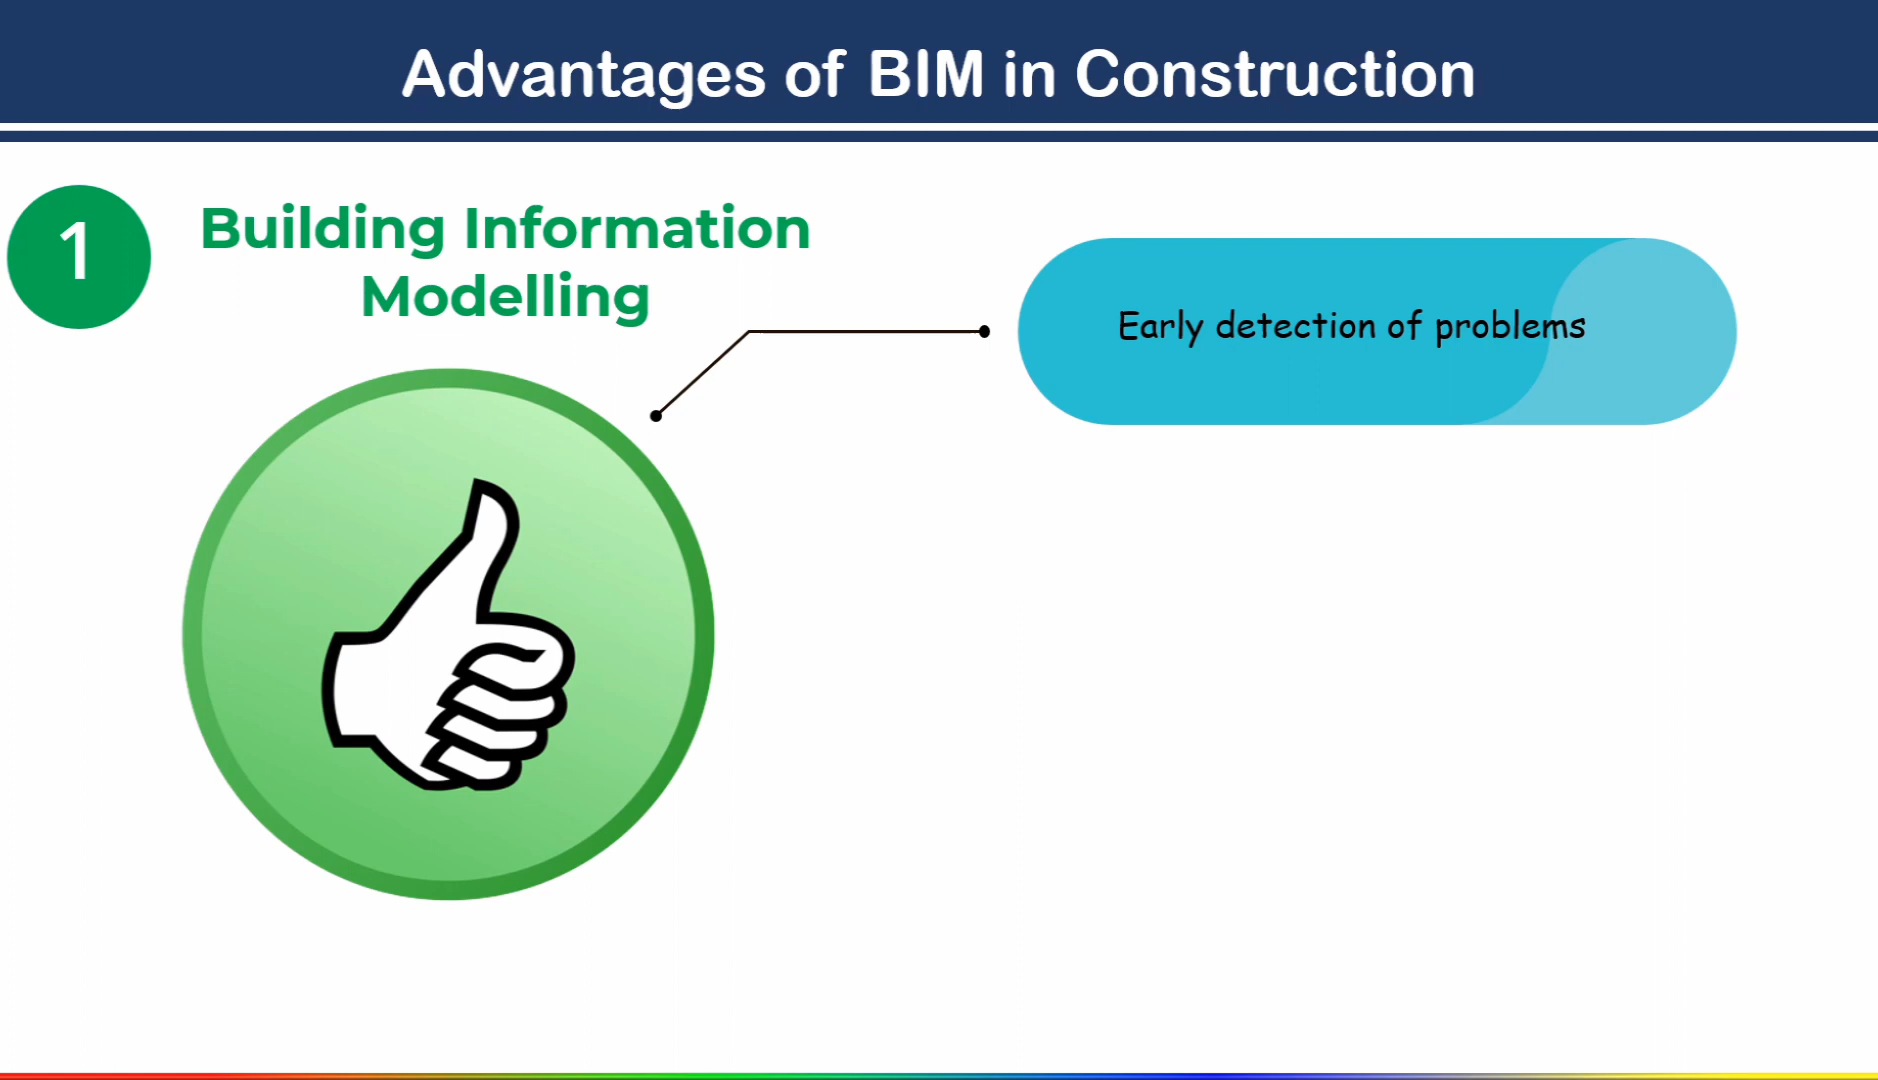 Advantages of BIM in Construction
1
Building Information
Modelling
Early detection of problems